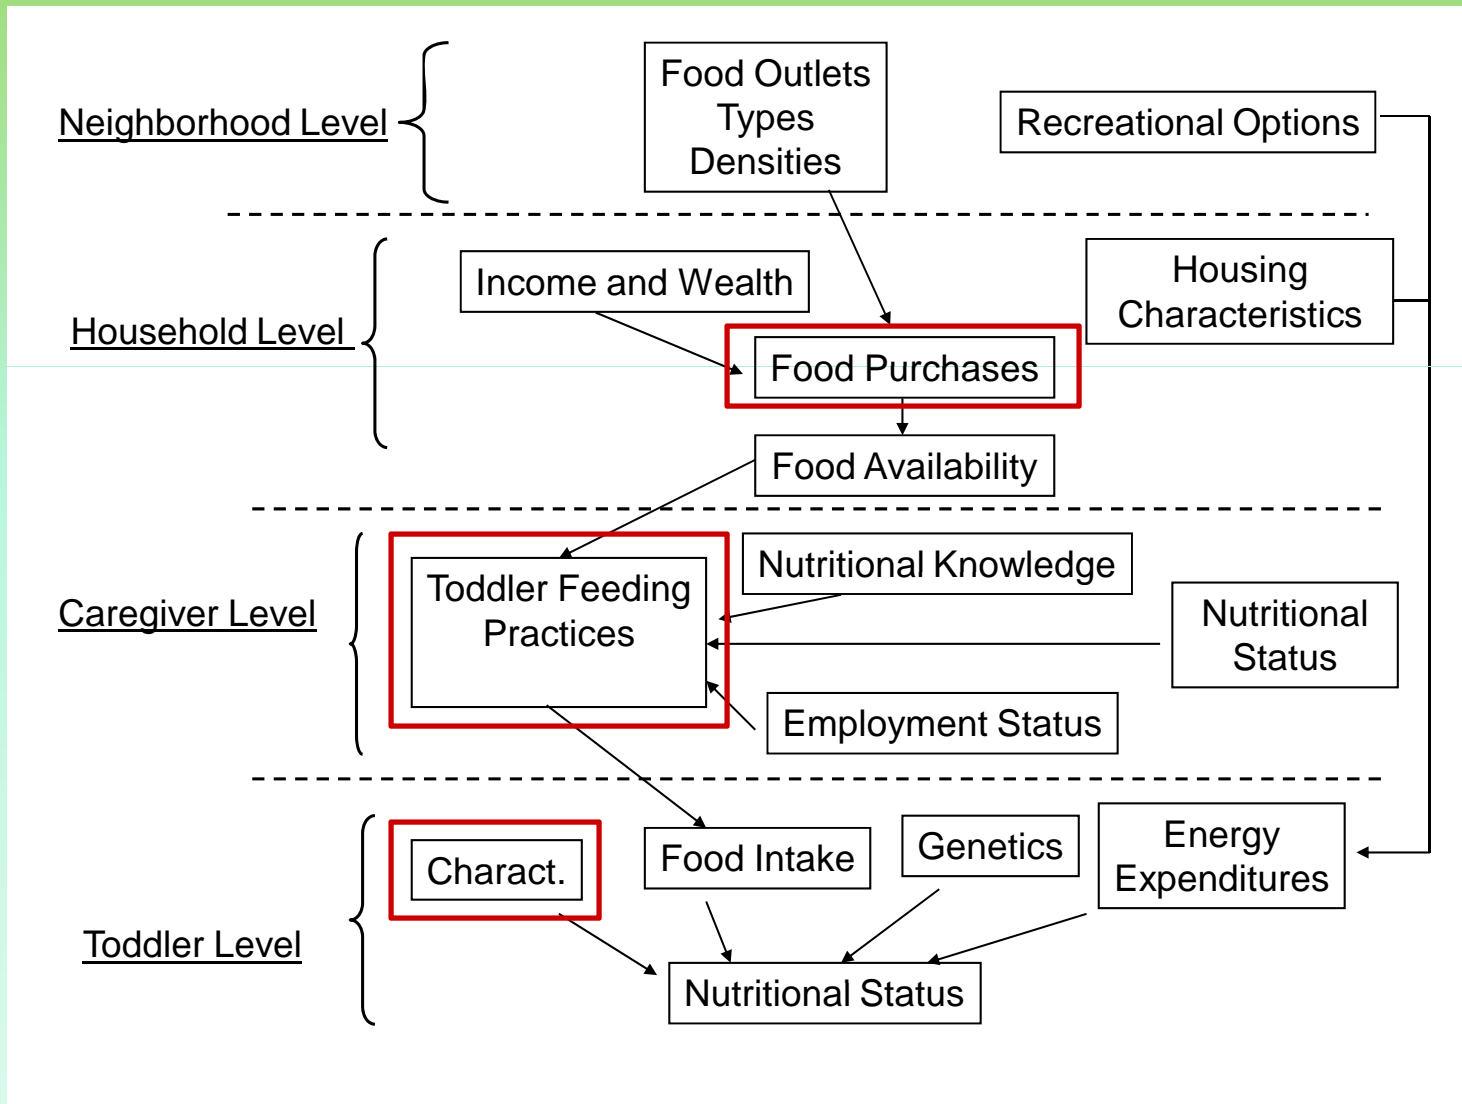 Neighborhood Level
Food Outlets
Types
Densities
Recreational Options
Household Level
Income and Wealth
Housing
Characteristics
Food Purchases
Food Availability
Caregiver Level
Toddler Feeding
Practices
Nutritional Knowledge
Nutritional
Status
Employment Status
Toddler Level
Charact.
Food Intake
Genetics
Energy
Expenditures
Nutritional Status